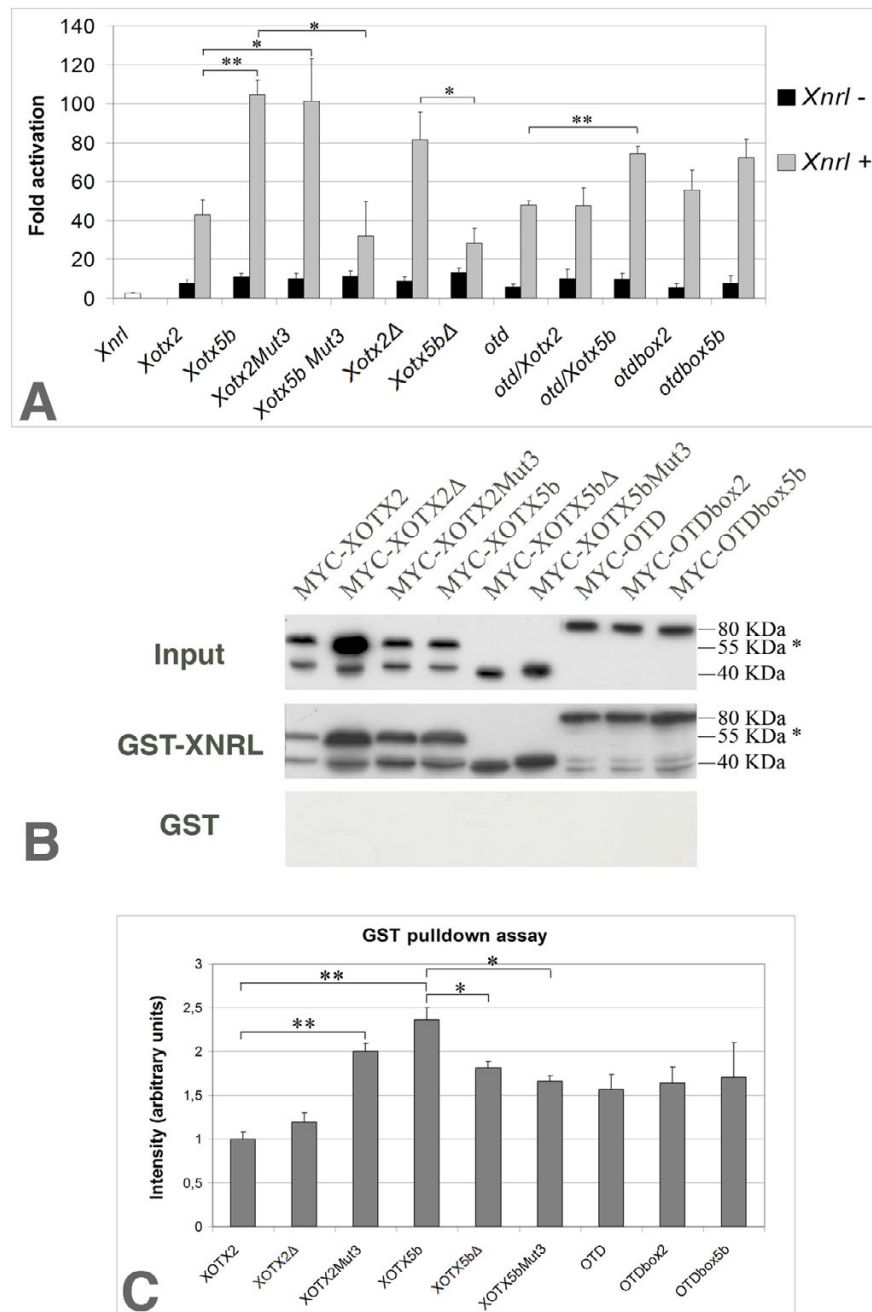 140
120
100
80
60
40
20
0
Fold activation
*
*
**
*
**
Xnrl -
Xnrl +
Xnrl
Xotx2
Xotx5b
Xotx2Mut3
Xotx5b Mut3
Xotx2Δ
Xotx5bΔ
otd
otd/Xotx2
otd/Xotx5b
otdbox2
otdbox5b
A
MYC-XOTX2
MYC-XOTX2Δ
MYC-XOTX2Mut3
MYC-XOTX5b
MYC-XOTX5bΔ
MYC-XOTX5bMut3
MYC-OTD
MYC-OTDbox2
MYC-OTDbox5b
Input
80 KDa
55 KDa *
40 KDa
GST-XNRL
80 KDa
55 KDa *
40 KDa
GST
B
GST pulldown assay
3
2,5
2
1,5
1
0,5
0
Intensity (arbitrary units)
**
*
*
**
XOTX2
XOTX2Δ
XOTX2Mut3
XOTX5b
XOTX5bΔ
XOTX5bMut3
OTD
OTDbox2
OTDbox5b
C